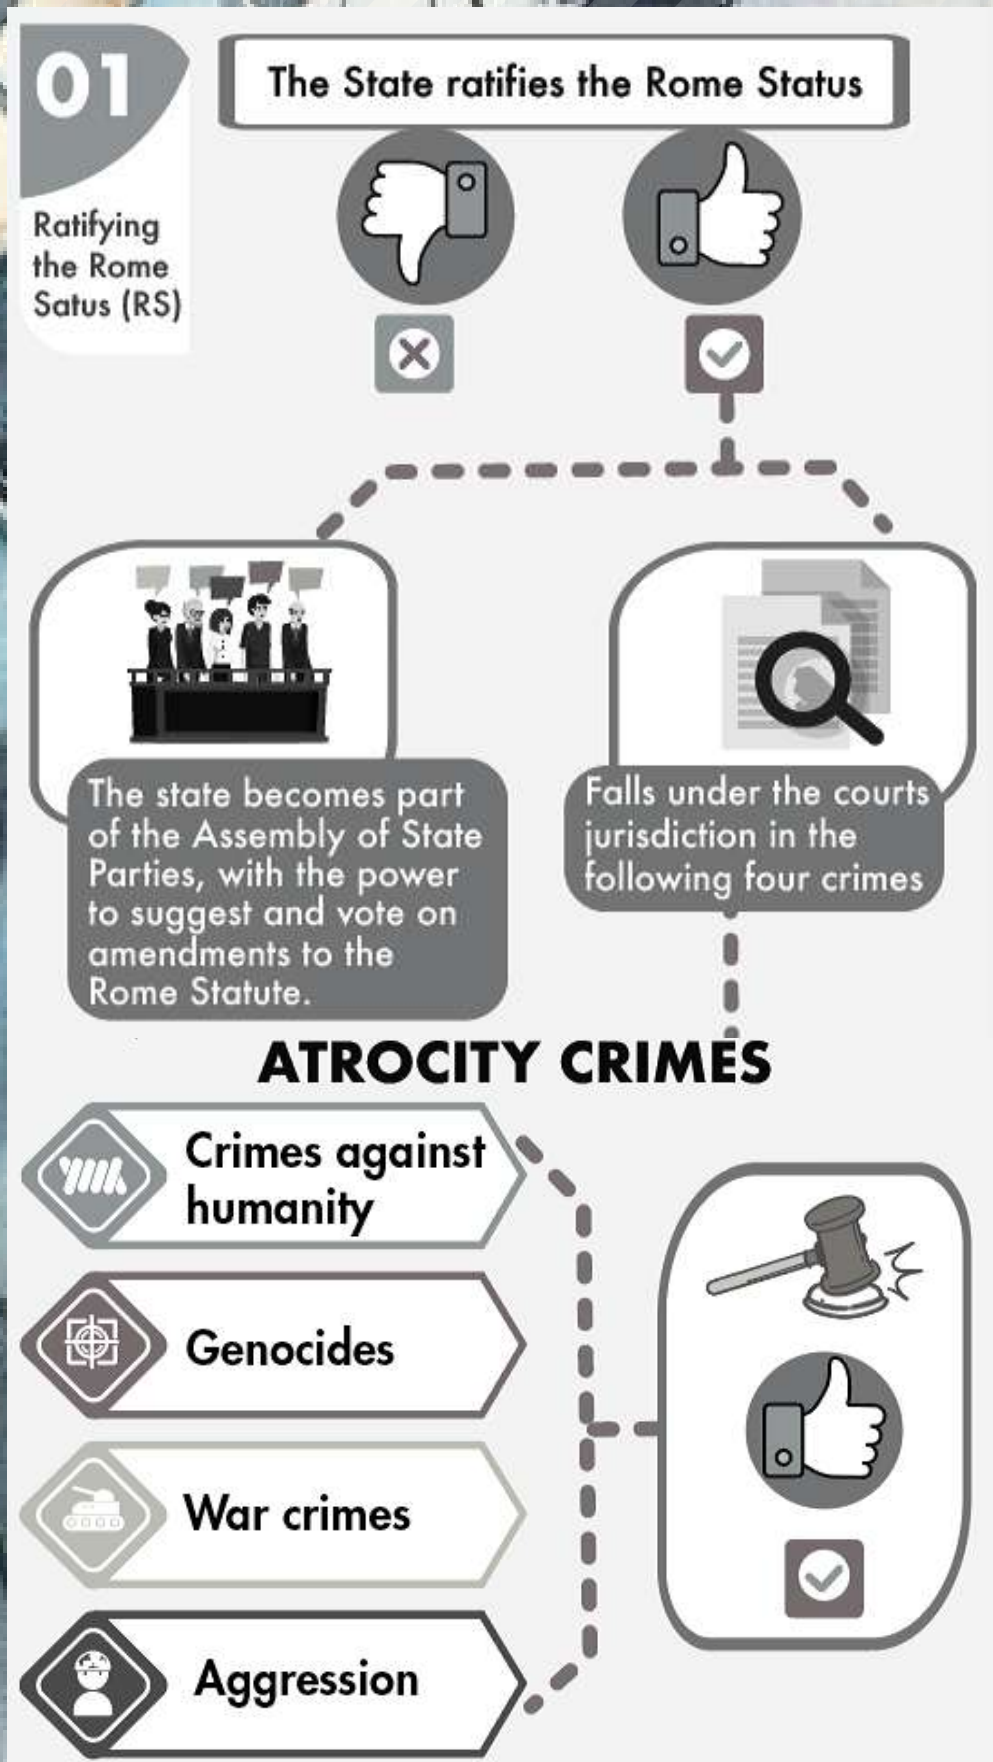 01
Ratifying
the Rome
Satus (RS)
The State ratifies the Rome Status
The state becomes part
of the Assembly of State
Parties, with the power
to suggest and vote on
amendments to the
Rome Statute.
Falls under the courts
jurisdiction in the
following four crimes
ATROCITY CRIMES
Crimes against
humanity
Genocides
War crimes
Aggression